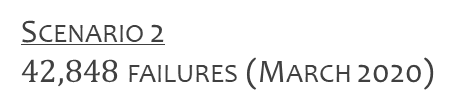 SCENARIO 2
42,848 FAILURES (MARCH 2020)